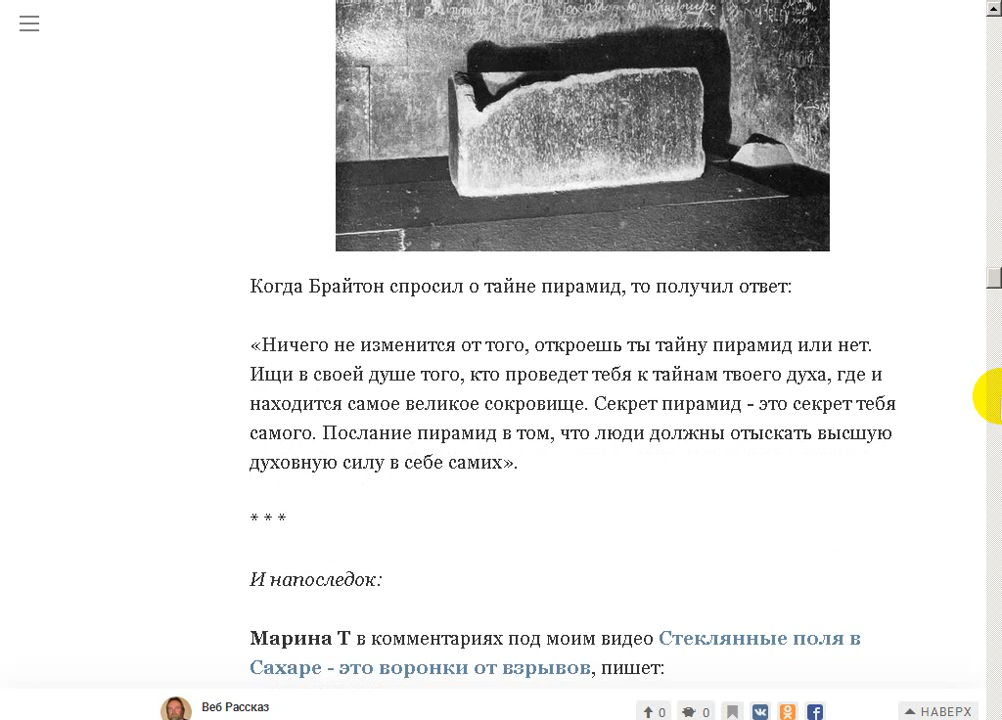 Когда Брайтон спросил о тайне пирамид, то получил ответ:
«Ничего не изменится от того, откроешь ты тайну пирамид или нет.
Ищи в своей душе того, кто проведет тебя к тайнам твоего духа, где и
находится самое великое сокровище. Секрет пирамид - это секрет тебя
самого. Послание пирамид в том, что люди должны отыскать высшую
духовную силу в себе самих».
* * *
И напоследок:
Марина Т в комментариях под моим видео Стеклянные поля в
Сахаре - это воронки от взрывов, пишет:
Веб Рассказ
0
0
НАВЕРХ